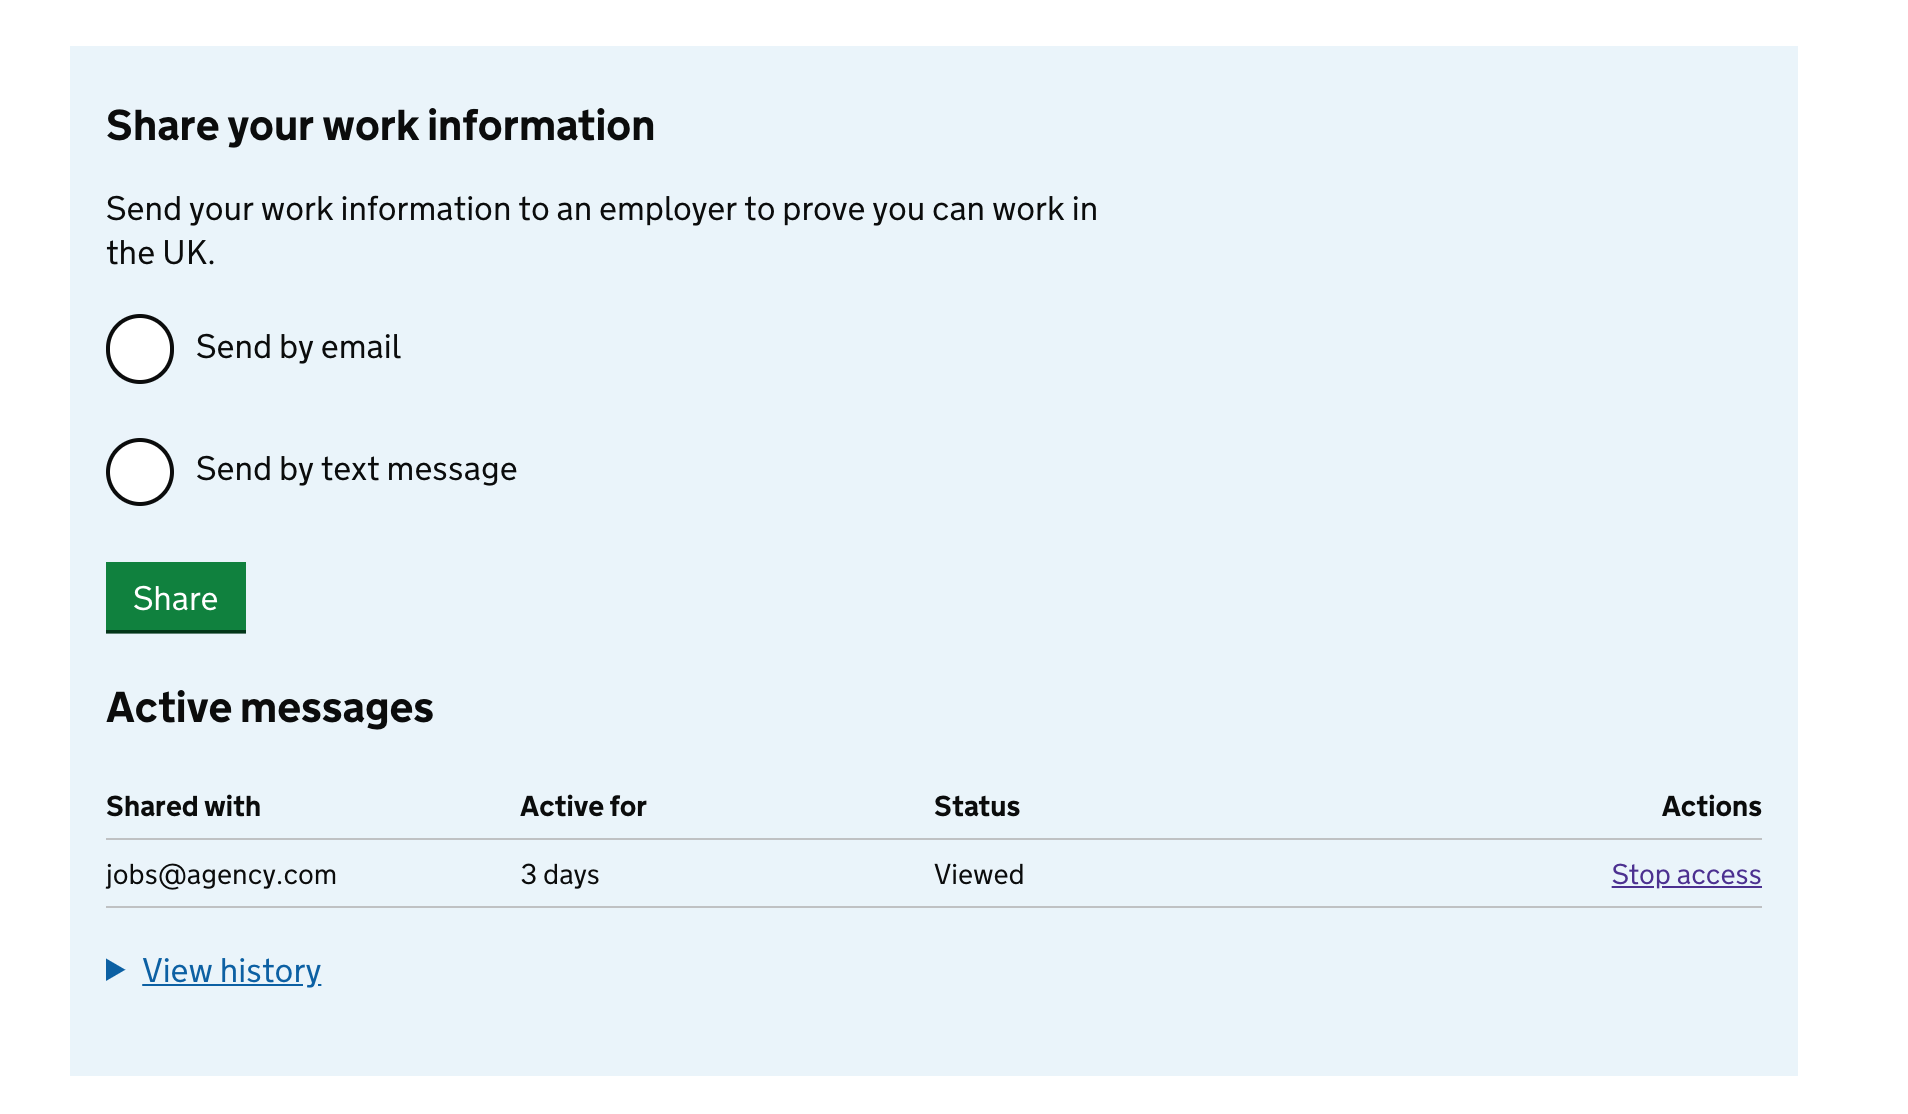 Share your work information
Send your work information to an employer to prove you can work in
the UK.
Send by email
Send by text message
Share
Active messages
Shared with Active for Status Actions
jobs@agency.com 3 days Viewed Stop access
View history